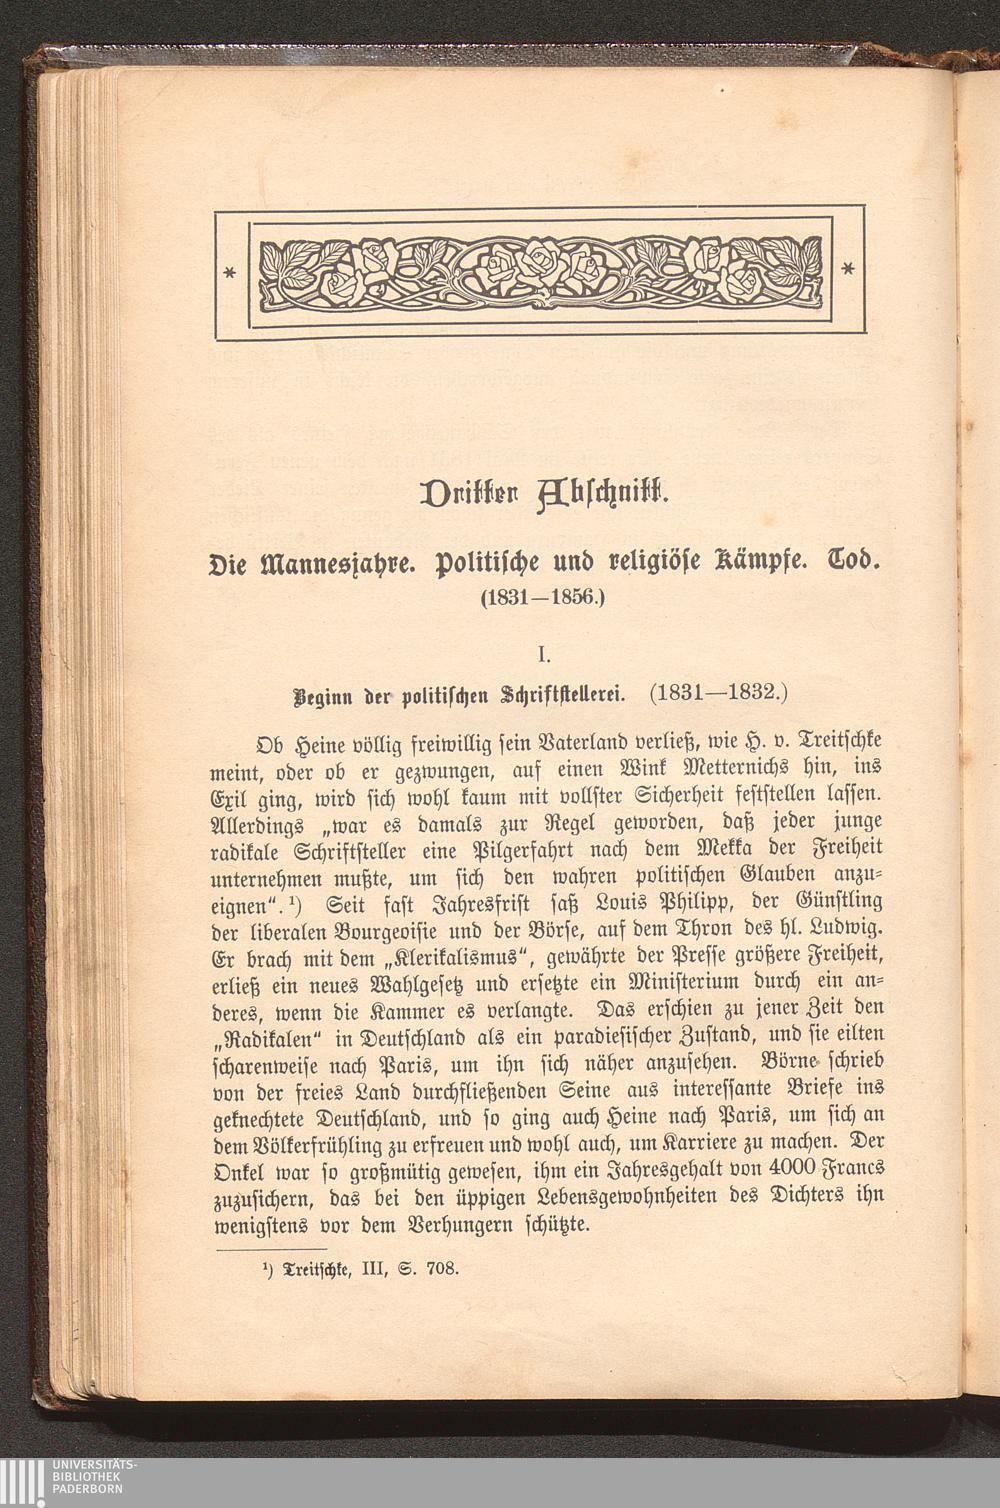 Dritter Abschnitt.
Die Mannesjahre. Politische und religiöse Kämpfe. Tod.
(1831—1856.)
I.
Beginn der politischen Schriftstellerei. (1831—1832.)
Ob Heine völlig freiwillig sein Vaterland verließ, wie H. v. Treitschke
meint, oder ob er gezwungen, auf einen Wink Metternichs hin, ins
Exil ging, wird sich wohl kaum mit vollster Sicherheit feststellen lassen.
Allerdings „war es damals zur Regel geworden, daß jeder junge
radikale Schriftsteller eine Pilgerfahrt nach dem Mekka der Freiheit
unternehmen mußte, um sich den wahren politischen Glauben anzu-
eignen“.¹) Seit fast Jahresfrist saß Louis Philipp, der Günstling
der liberalen Bourgeoisie und der Börse, auf dem Thron des hl. Ludwig.
Er brach mit dem „Klerikalismus“, gewährte der Presse größere Freiheit,
erließ ein neues Wahlgesetz und ersetzte ein Ministerium durch ein an-
deres, wenn die Kammer es verlangte. Das erschien zu jener Zeit den
„Radikalen“ in Deutschland als ein paradiesischer Zustand, und sie eilten
scharenweise nach Paris, um ihn sich näher anzusehen. Börne schrieb
von der freies Land durchfließenden Seine aus interessante Briefe ins
geknechtete Deutschland, und so ging auch Heine nach Paris, um sich an
dem Völkerfrühling zu erfreuen und wohl auch, um Karriere zu machen. Der
Onkel war so großmütig gewesen, ihm ein Jahresgehalt von 4000 Francs
zuzusichern, das bei den üppigen Lebensgewohnheiten des Dichters ihn
wenigstens vor dem Verhungern schützte.
¹) Treitschke, III, S. 708.
UNIVERSITÄTS-
BIBLIOTHEK
PADERBORN